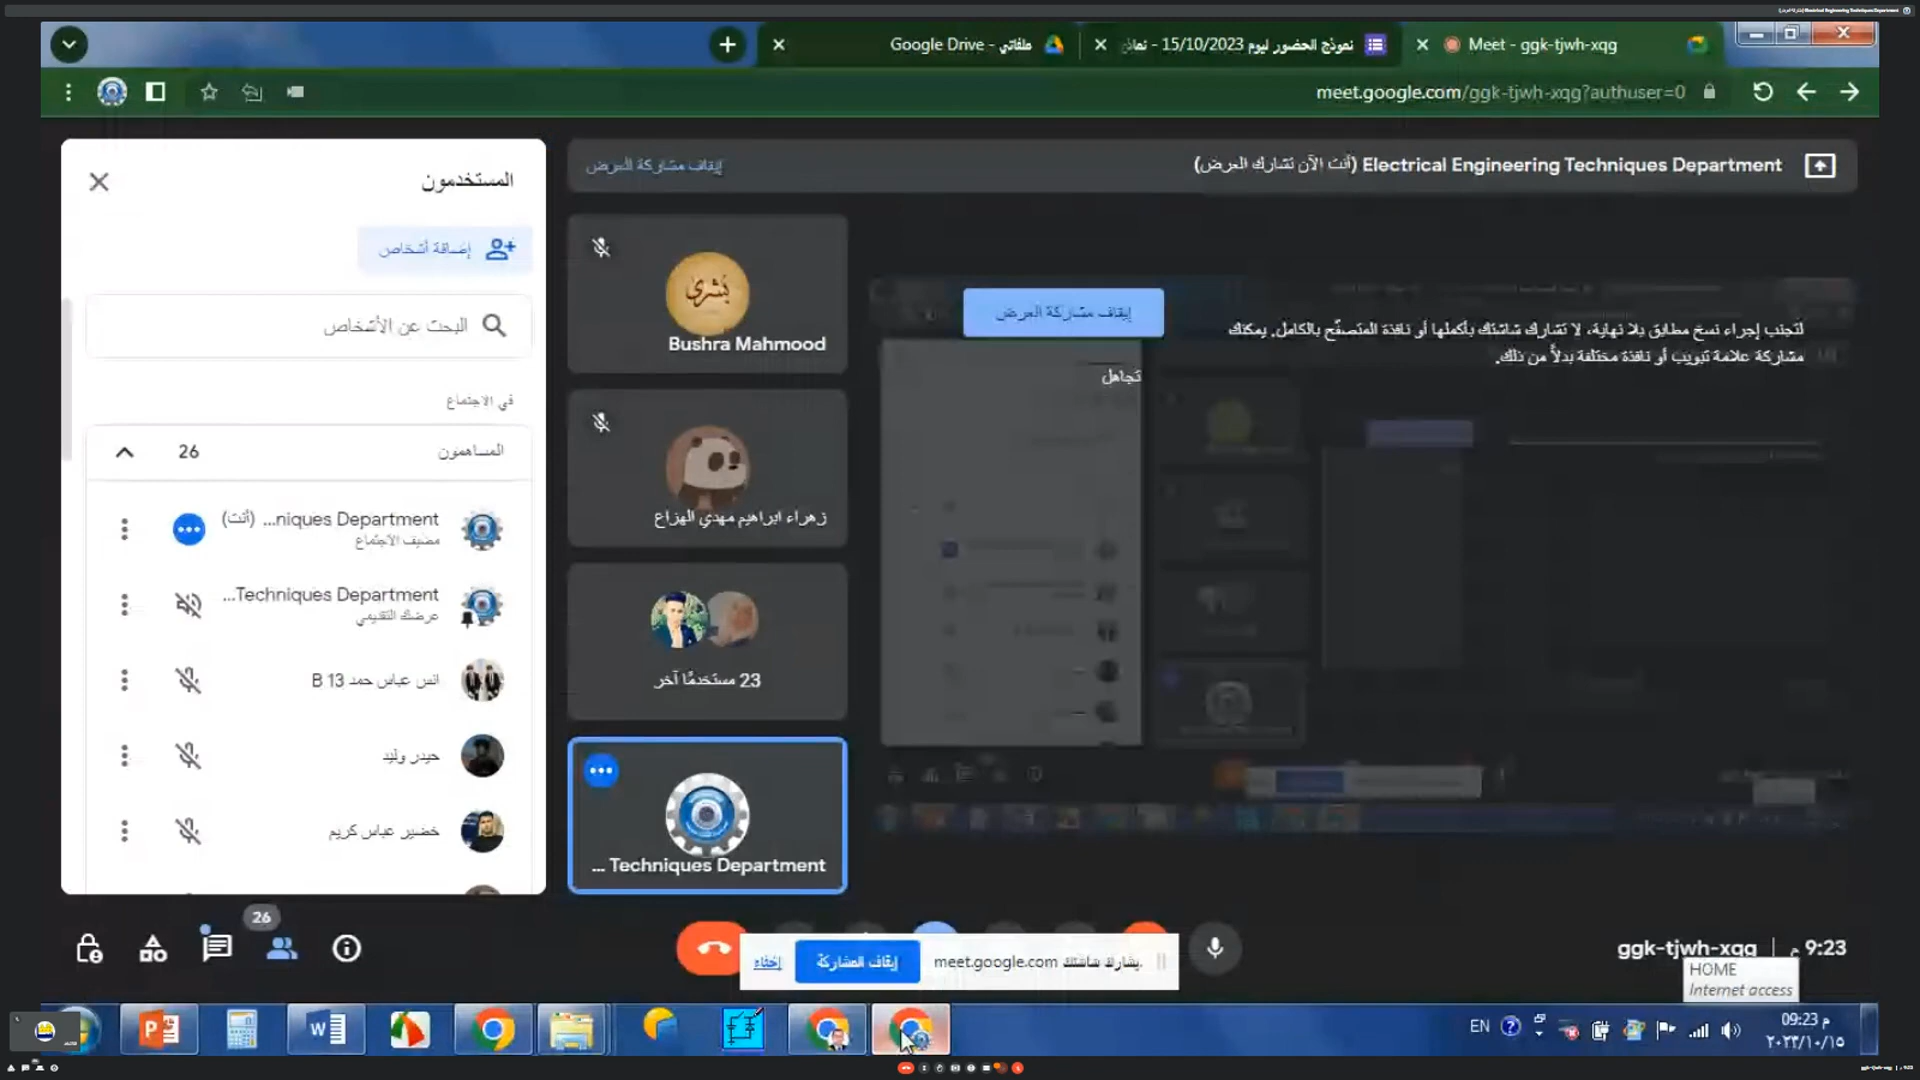 Google Drive - ملفاتي
نموذج الحضور ليوم 15/10/2023 - نماذج
Meet - ggk-tjwh-xqg
meet.google.com/ggk-tjwh-xqg?authuser=0
المستخدمون
إضافة أشخاص
البحث عن الأشخاص
في الاجتماع
المساهمون
26
...niques Department (أنت)
مضيف الاجتماع
...Techniques Department
عرضك التقديمي
انس عباس حمد B 13
حيدر وليد
خضير عباس كريم
Electrical Engineering Techniques Department (أنت الآن تشارك العرض)
إيقاف مشاركة العرض
بُشرى
Bushra Mahmood
زهراء ابراهيم مهدي الهزاع
23 مستخدمًا آخر
... Techniques Department
إيقاف مشاركة العرض
لتجنب إجراء نسخ مطابق بلا نهاية، لا تشارك شاشتك بأكملها أو نافذة المتصفّح بالكامل. يمكنك
مشاركة علامة تبويب أو نافذة مختلفة بدلاً من ذلك.
تجاهل
26
meet.google.com يشارك شاشتك.
إيقاف المشاركة
إخفاء
ggk-tjwh-xqg | 9:23 م
HOME
Internet access
EN
09:23 م
٢٠٢٣/١٠/١٥